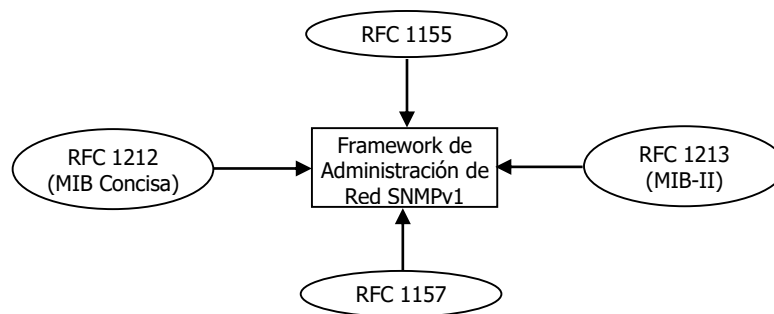 RFC 1155
RFC 1212
(MIB Concisa)
Framework de
Administración de
Red SNMPv1
RFC 1213
(MIB-II)
RFC 1157